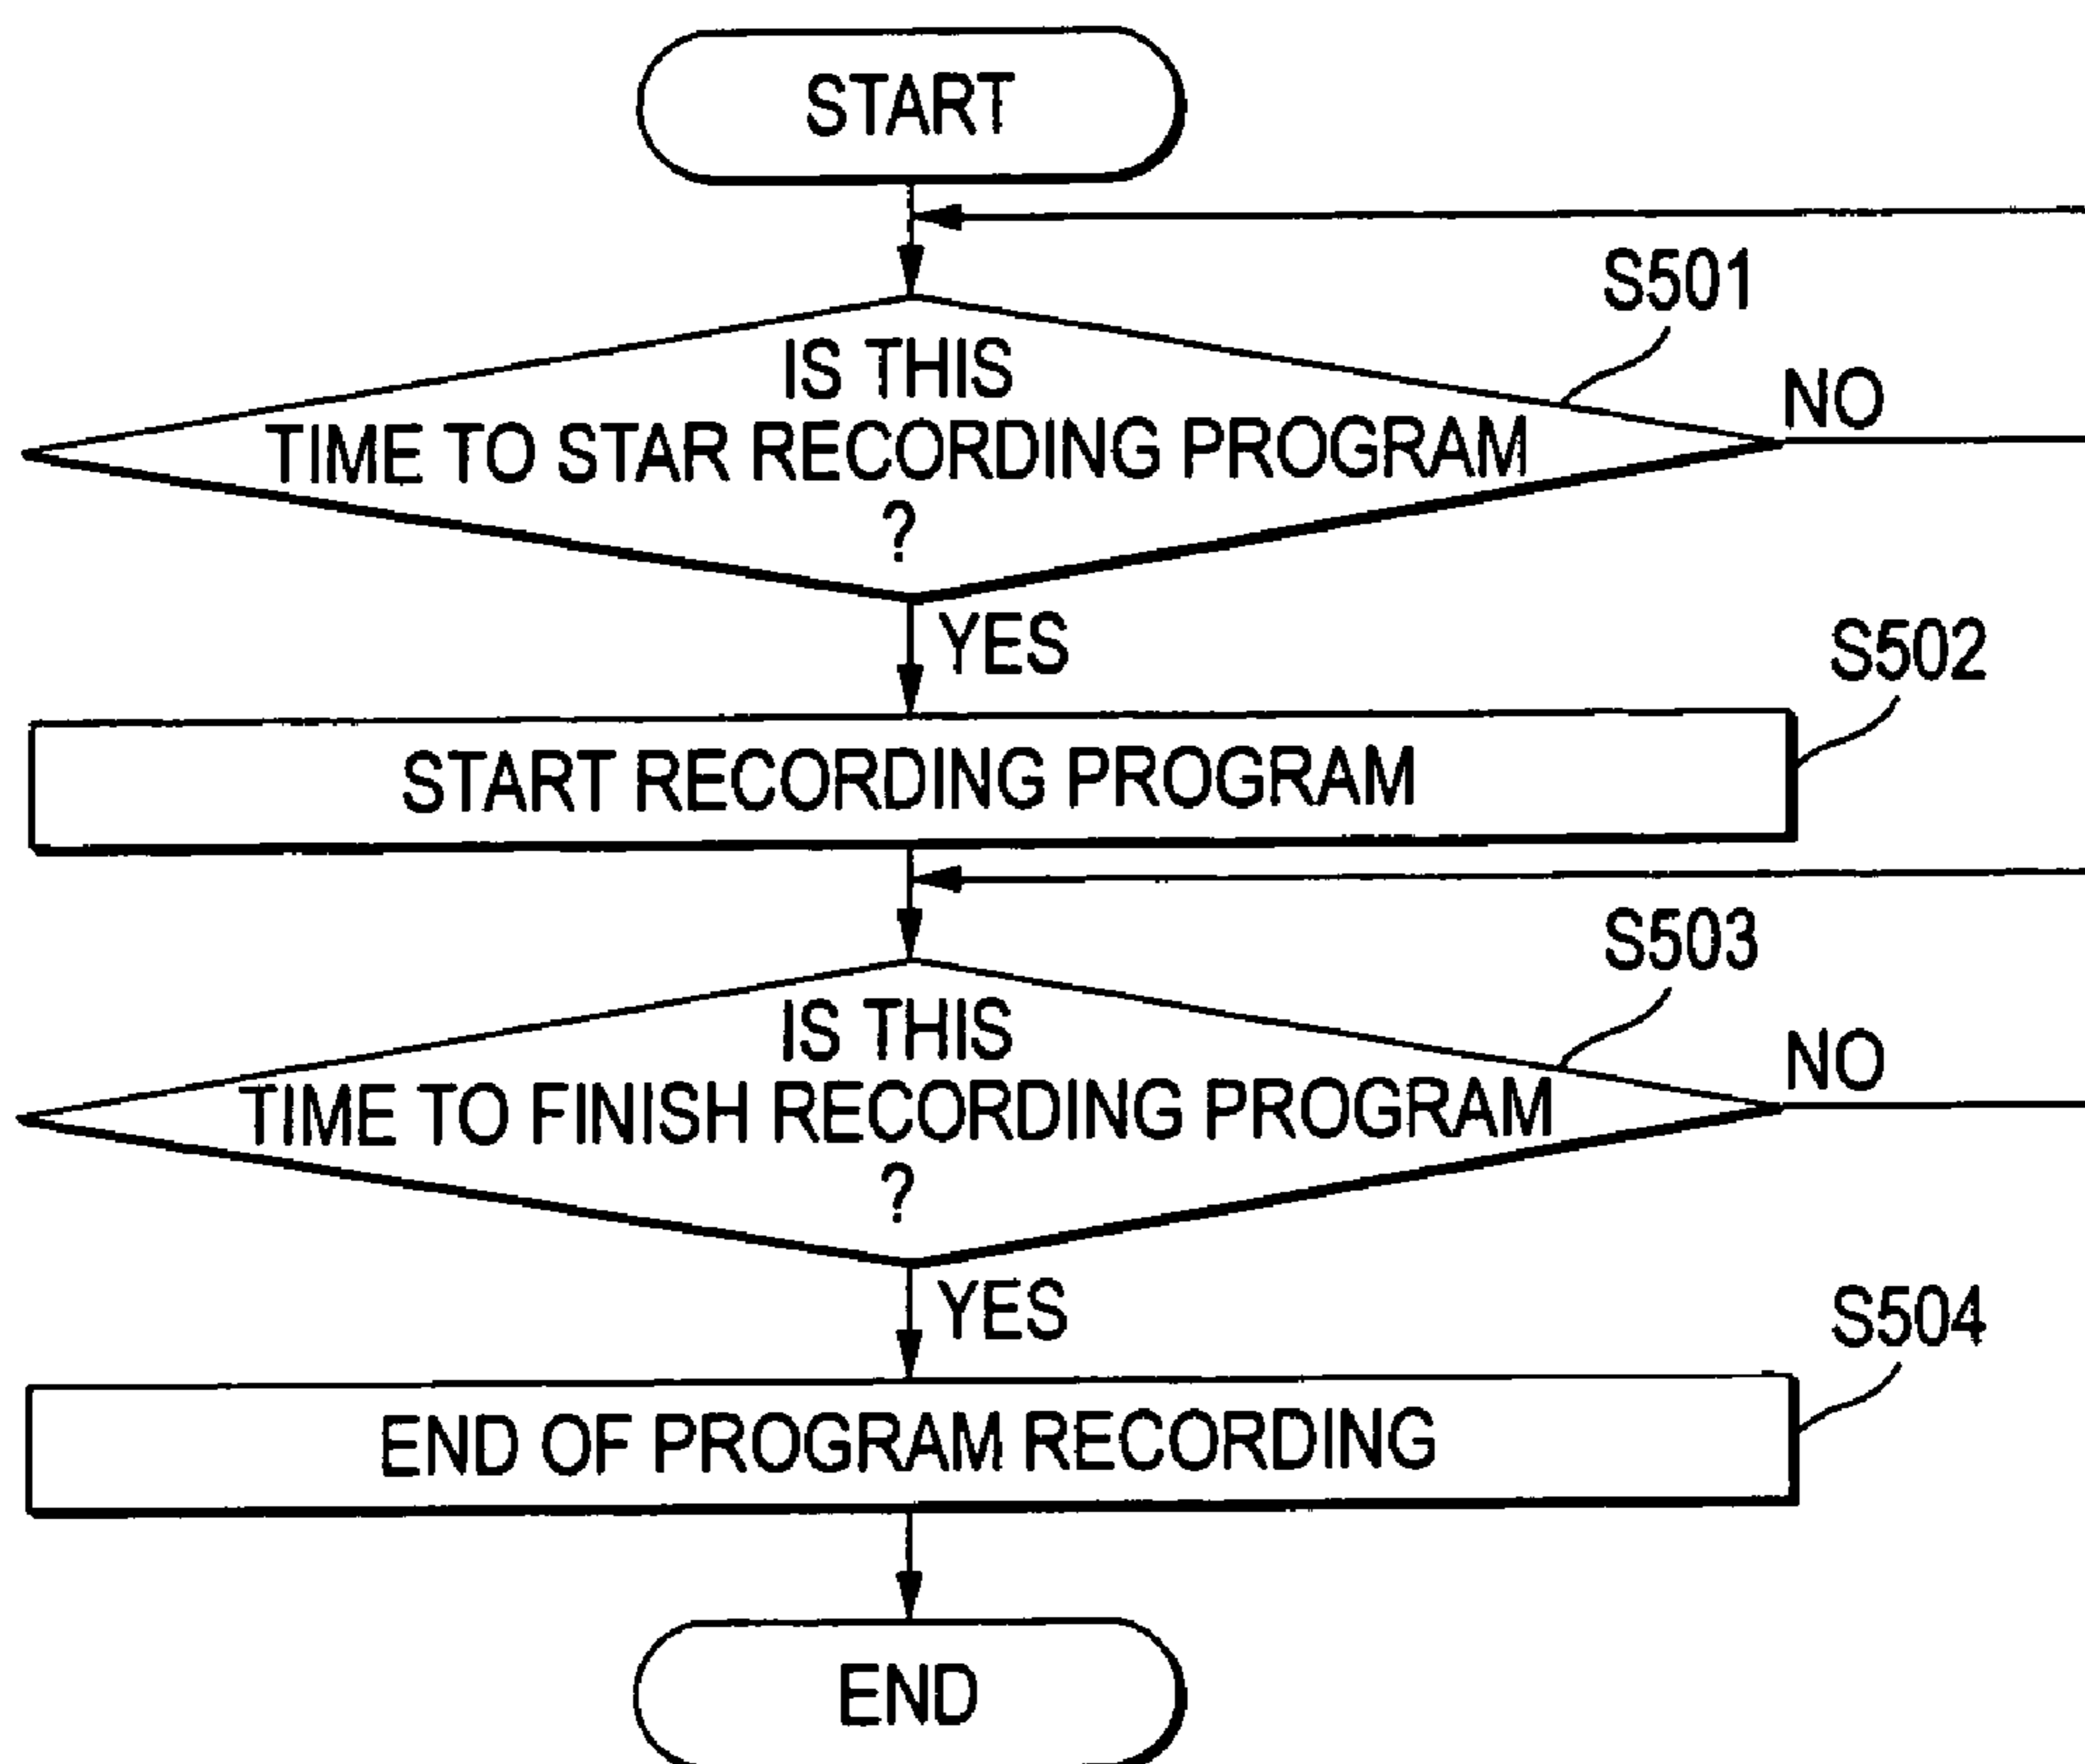 START
S501
IS THIS
TIME TO STAR RECORDING PROGRAM
?
NO
YES
S502
START RECORDING PROGRAM
S503
IS THIS
TIME TO FINISH RECORDING PROGRAM
?
NO
YES
S504
END OF PROGRAM RECORDING
END